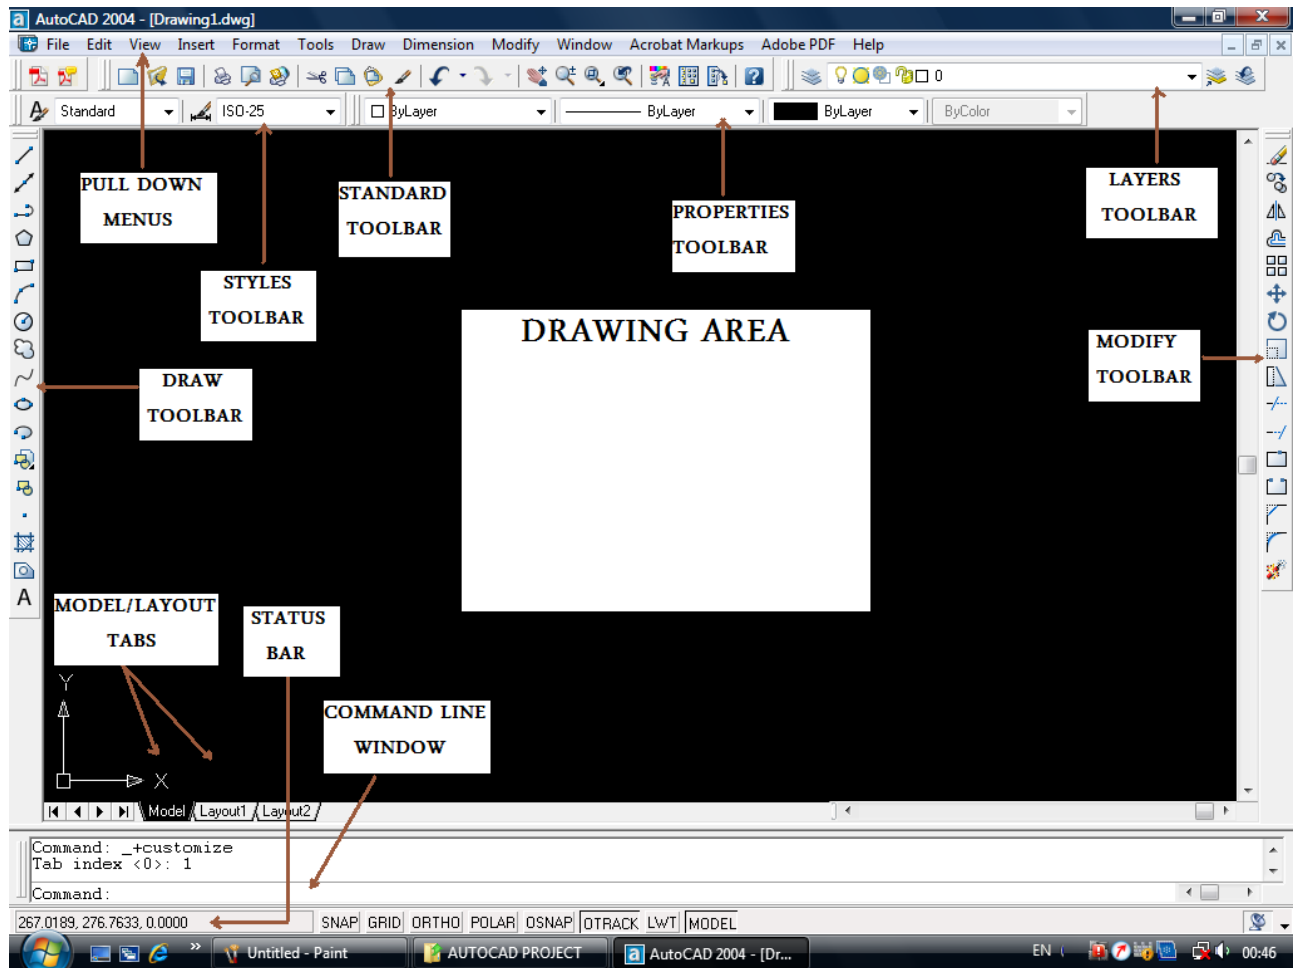 AutoCAD 2004 - [Drawing1.dwg]
File Edit View Insert Format Tools Draw Dimension Modify Window Acrobat Markups Adobe PDF Help
0
Standard ISO-25 ByLayer ByLayer ByLayer ByColor
PULL DOWN
MENUS
STANDARD
TOOLBAR
PROPERTIES
TOOLBAR
LAYERS
TOOLBAR
STYLES
TOOLBAR
DRAWING AREA
MODIFY
TOOLBAR
DRAW
TOOLBAR
A
MODEL/LAYOUT
TABS
STATUS
BAR
COMMAND LINE
WINDOW
Y
X
Model Layout1 Layout2
Command: _+customize
Tab index <0>: 1
Command:
267.0189, 276.7633, 0.0000 SNAP GRID ORTHO POLAR OSNAP OTRACK LWT MODEL
Untitled - Paint AUTOCAD PROJECT AutoCAD 2004 - [Dr... EN 00:46